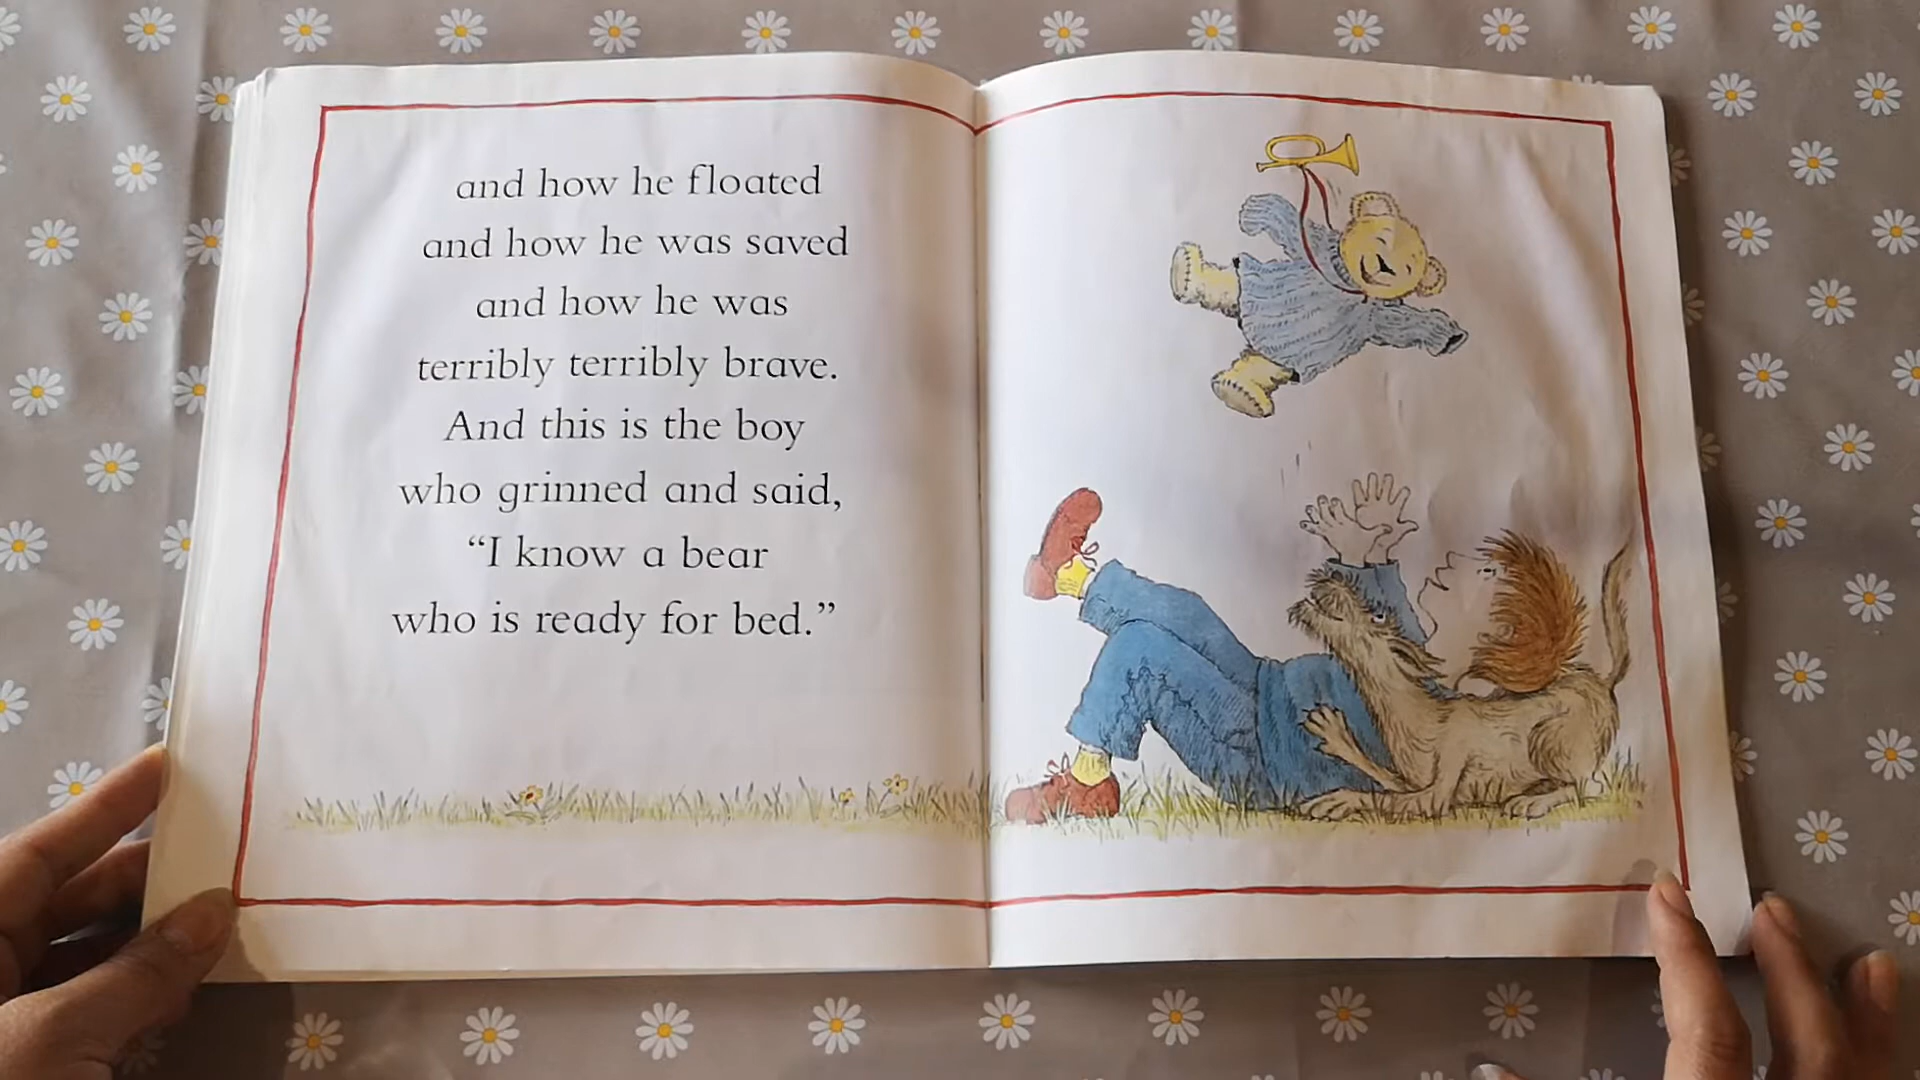 and how he floated
and how he was saved
and how he was
terribly terribly brave.
And this is the boy
who grinned and said,
“I know a bear
who is ready for bed.”